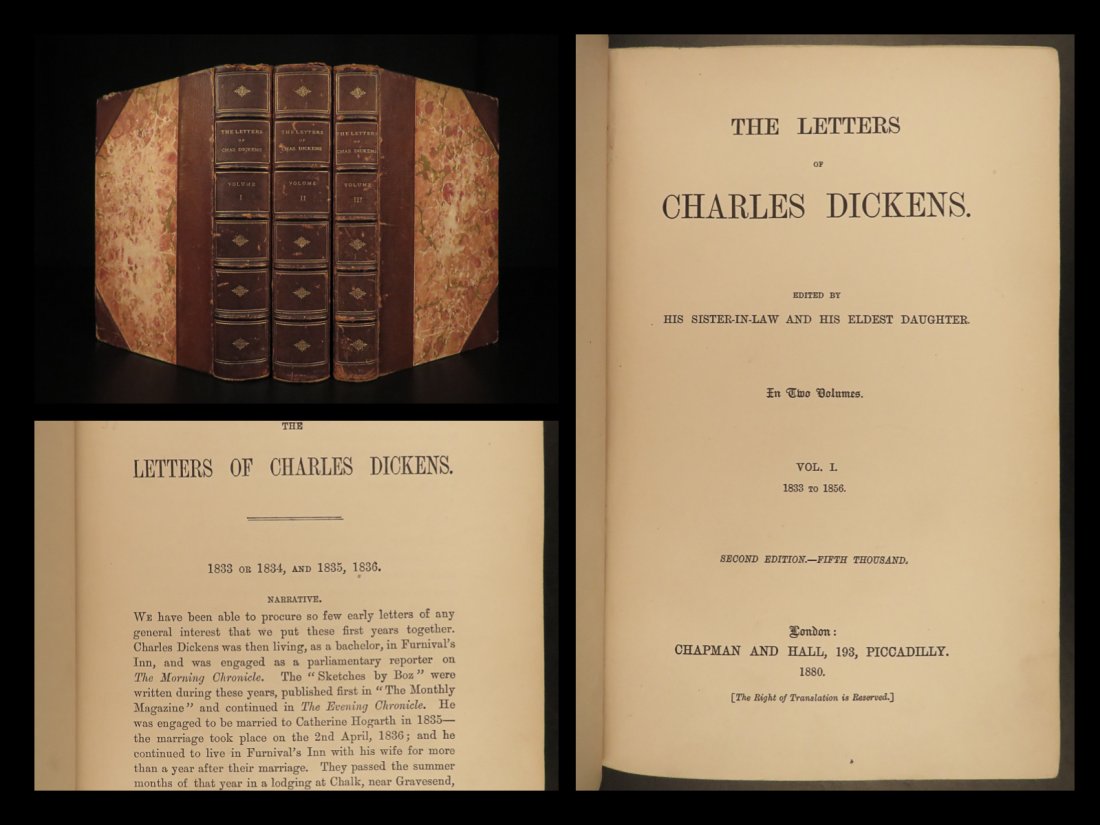 THE LETTERS
OF
CHAS. DICKENS
VOLUME
I
THE LETTERS
OF
CHAS. DICKENS
VOLUME
II
THE LETTERS
OF
CHAS. DICKENS
VOLUME
III
THE LETTERS
OF
CHARLES DICKENS.
EDITED BY
HIS SISTER-IN-LAW AND HIS ELDEST DAUGHTER.
In Two Volumes.
VOL. I.
1833 TO 1856.
SECOND EDITION.—FIFTH THOUSAND.
London:
CHAPMAN AND HALL, 193, PICCADILLY.
1880.
[The Right of Translation is Reserved.]
THE
LETTERS OF CHARLES DICKENS.
1833 OR 1834, AND 1835, 1836.
NARRATIVE.
WE have been able to procure so few early letters of any
general interest that we put these first years together.
Charles Dickens was then living, as a bachelor, in Furnival's
Inn, and was engaged as a parliamentary reporter on
The Morning Chronicle. The "Sketches by Boz" were
written during these years, published first in "The Monthly
Magazine" and continued in The Evening Chronicle. He
was engaged to be married to Catherine Hogarth in 1835—
the marriage took place on the 2nd April, 1836; and he
continued to live in Furnival's Inn with his wife for more
than a year after their marriage. They passed the summer
months of that year in a lodging at Chalk, near Gravesend,